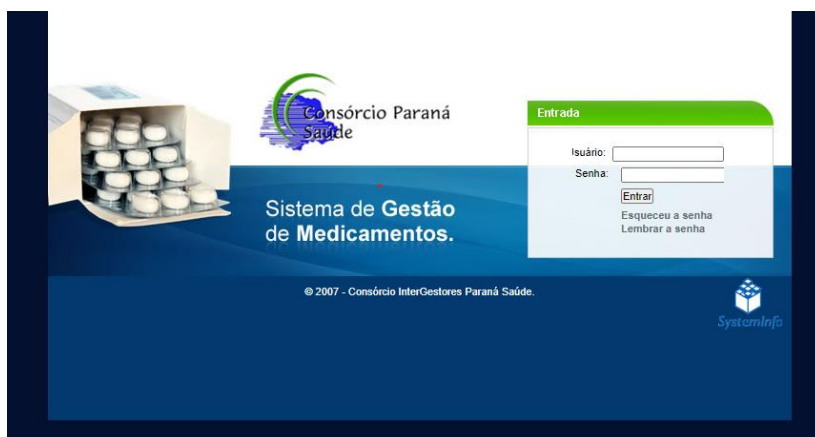 Consórcio Paraná
Saúde
Entrada
Usuário:
Senha:
Entrar
Esqueceu a senha
Lembrar a senha
Sistema de Gestão
de Medicamentos.
© 2007 - Consórcio InterGestores Paraná Saúde.
SystemInfo